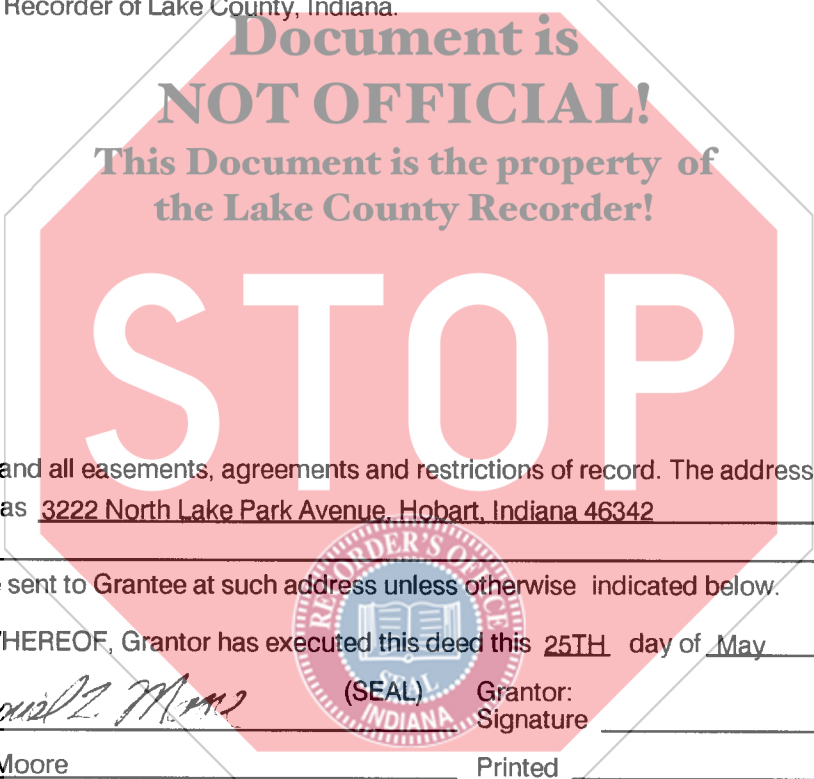 Recorder of Lake County, Indiana.
Document is
NOT OFFICIAL!
This Document is the property of
the Lake County Recorder!
STOP
and all easements, agreements and restrictions of record. The address
as 3222 North Lake Park Avenue, Hobart, Indiana 46342
sent to Grantee at such address unless otherwise indicated below.
HEREOF, Grantor has executed this deed this 25TH day of May
(SEAL) Grantor:
Signature
Moore Printed
RECORDER'S OFFICE
SEAL
INDIANA